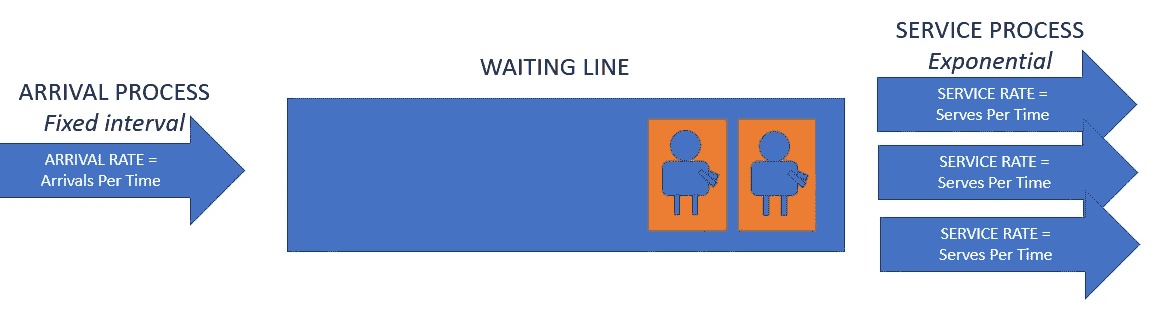 ARRIVAL PROCESS
Fixed interval
ARRIVAL RATE =
Arrivals Per Time
WAITING LINE
SERVICE PROCESS
Exponential
SERVICE RATE =
Serves Per Time
SERVICE RATE =
Serves Per Time
SERVICE RATE =
Serves Per Time